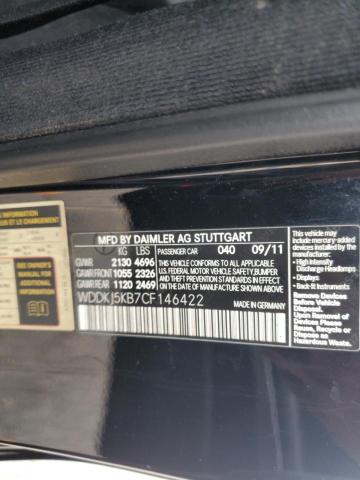 MFD BY DAIMLER AG STUTTGART
KG LBS PASSENGER CAR 040 09/11
GVWR 2130 4696
GAWR FRONT 1055 2326
GAWR REAR 1120 2469
THIS VEHICLE CONFORMS TO ALL APPLICABLE
U.S. FEDERAL MOTOR VEHICLE SAFETY, BUMPER
AND THEFT PREVENTION STANDARDS IN EFFECT
ON THE DATE OF MANUFACTURE SHOWN ABOVE.
WDDKJ5KB7CF146422
MADE IN GERMANY
This vehicle may
include mercury-added
devices installed by the
manufacturer:
- High-Intensity
Discharge Headlamps
- Displays
- Back-lit Instruments
Remove Devices Before
Vehicle Disposal.
Upon Removal of
Devices Please
Reuse, Recycle or
Dispose as
Hazardous Waste.
ADDITIONAL